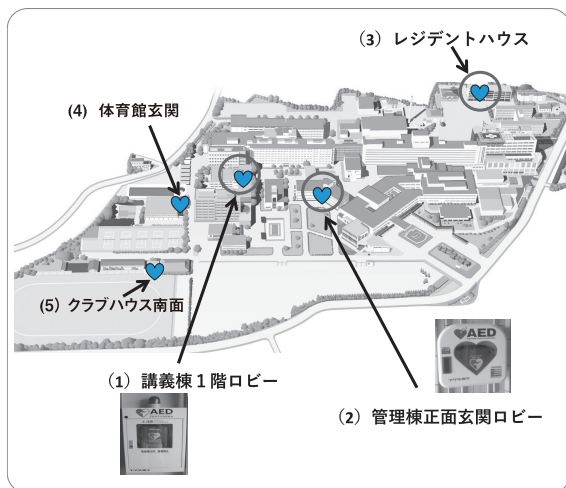 (3) レジデントハウス
(4) 体育館玄関
(5) クラブハウス南面
(1) 講義棟１階ロビー
(2) 管理棟正面玄関ロビー
AED
AED